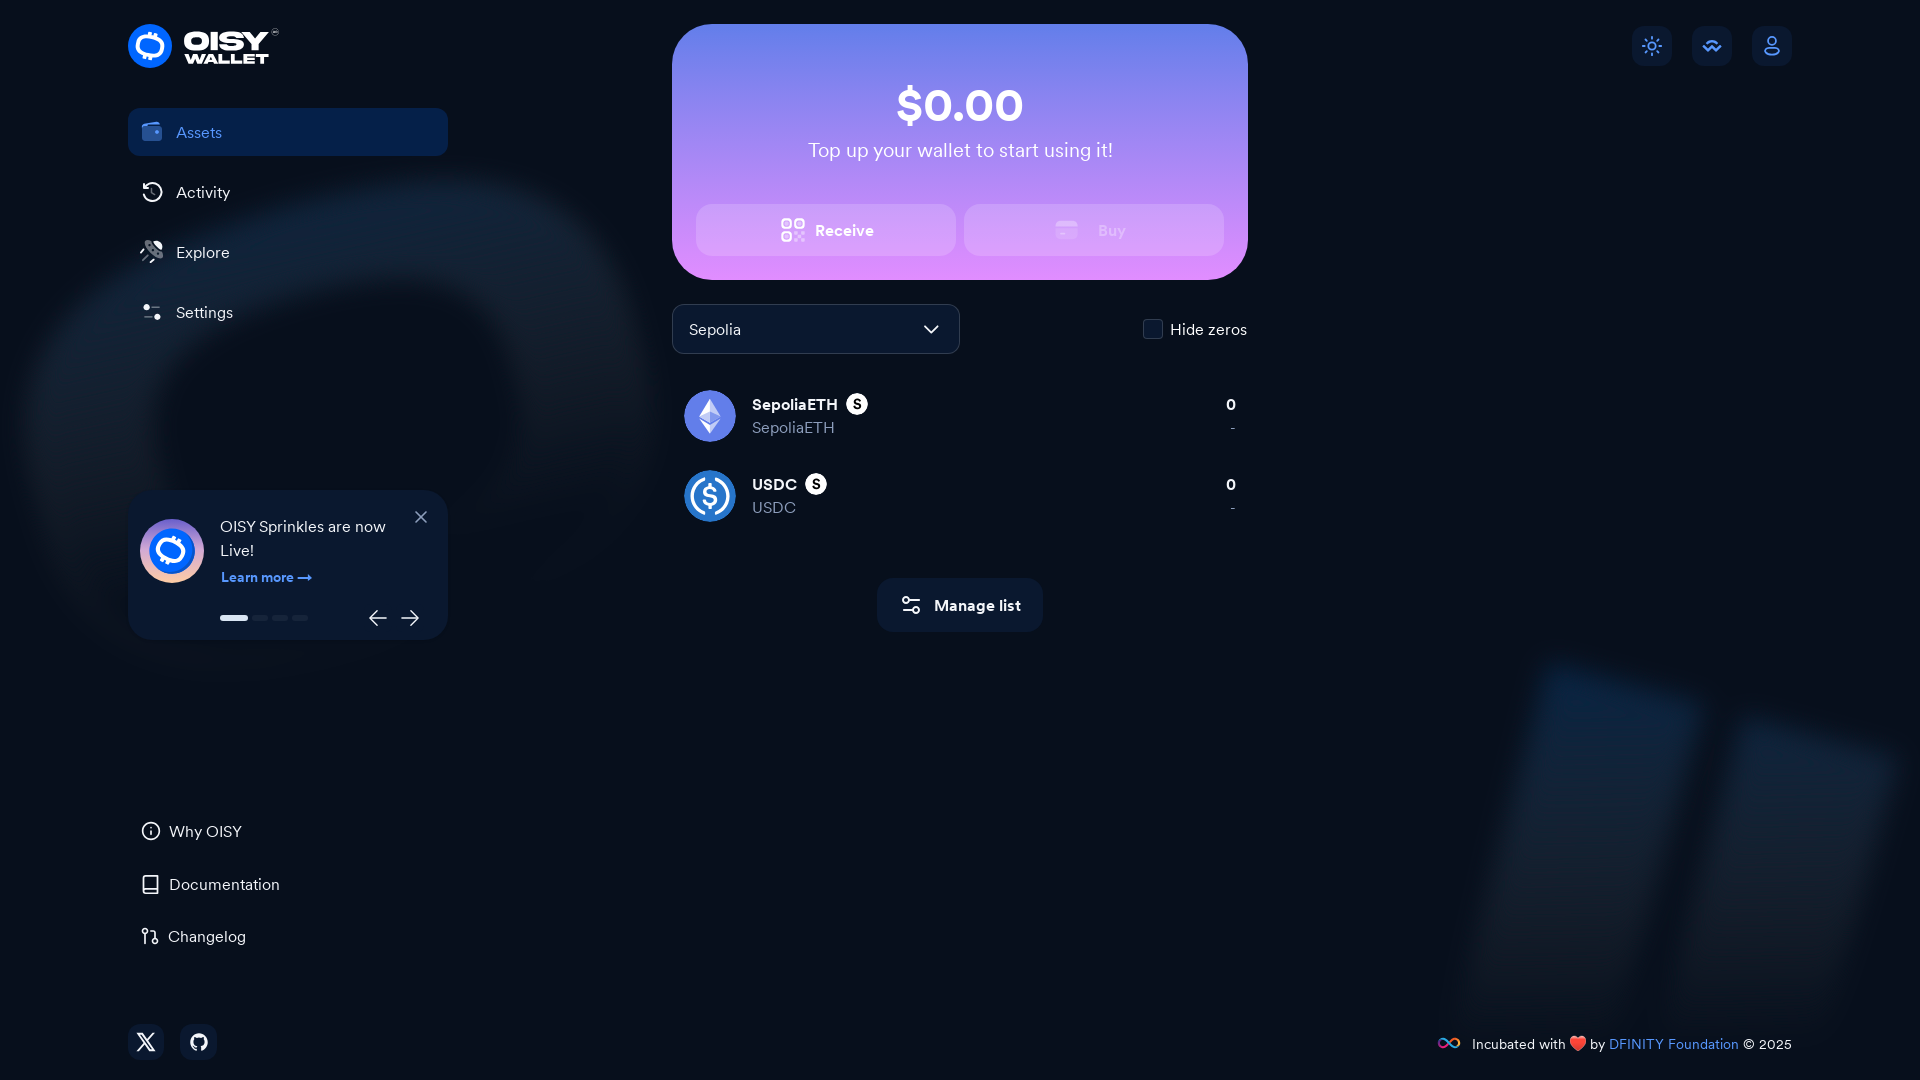 OISY
WALLET
Assets
Activity
Explore
Settings
OISY Sprinkles are now
Live!
Learn more →
Why OISY
Documentation
Changelog
$0.00
Top up your wallet to start using it!
Receive
Buy
Sepolia
Hide zeros
SepoliaETH S
0
SepoliaETH
-
USDC S
0
USDC
-
Manage list
Incubated with ❤️ by DFINITY Foundation © 2025